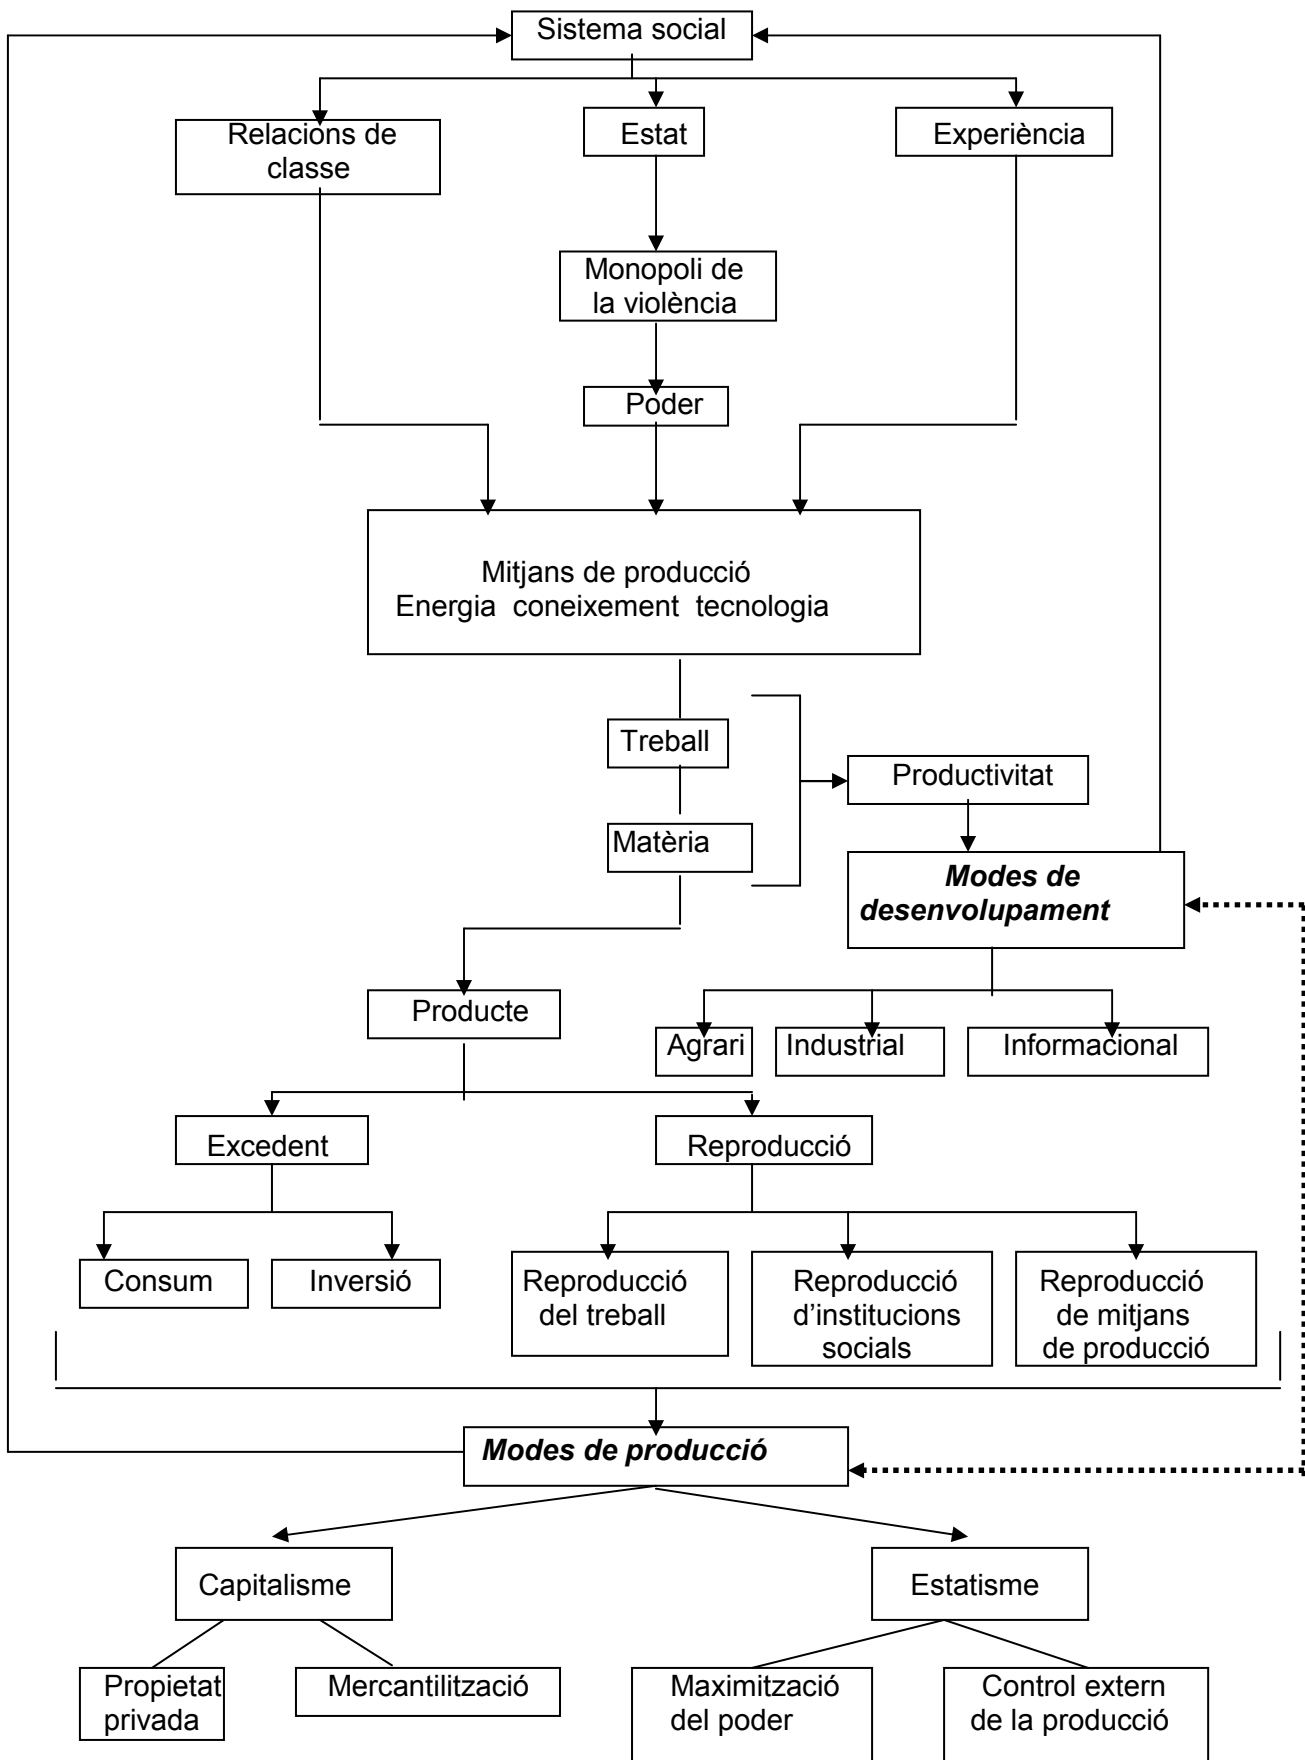 Sistema social
Relacions de
classe
Estat
Experiència
Monopoli de
la violència
Poder
Mitjans de producció
Energia coneixement tecnologia
Treball
Productivitat
Matèria
Modes de
desenvolupament
Producte
Agrari
Industrial
Informacional
Excedent
Reproducció
Consum
Inversió
Reproducció
del treball
Reproducció
d’institucions
socials
Reproducció
de mitjans
de producció
Modes de producció
Capitalisme
Estatisme
Propietat
privada
Mercantilització
Maximització
del poder
Control extern
de la producció